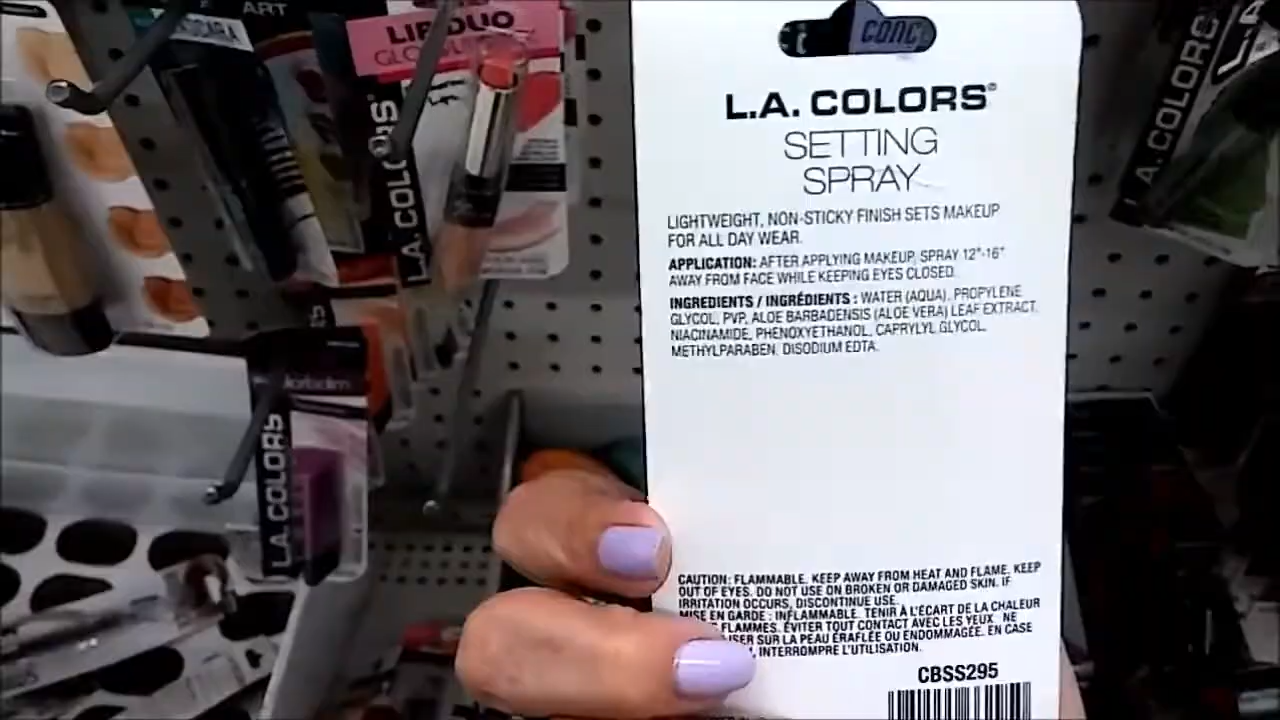 ART
LIP DUO
L.A. COLORS
L.A. COLORS
L.A. COLORS
CONC
L.A. COLORS®
SETTING
SPRAY
LIGHTWEIGHT, NON-STICKY FINISH SETS MAKEUP
FOR ALL DAY WEAR.
APPLICATION: AFTER APPLYING MAKEUP, SPRAY 12"-16"
AWAY FROM FACE WHILE KEEPING EYES CLOSED.
INGREDIENTS / INGRÉDIENTS : WATER (AQUA), PROPYLENE
GLYCOL, PVP, ALOE BARBADENSIS (ALOE VERA) LEAF EXTRACT,
NIACINAMIDE, PHENOXYETHANOL, CAPRYLYL GLYCOL,
METHYLPARABEN, DISODIUM EDTA.
CAUTION: FLAMMABLE. KEEP AWAY FROM HEAT AND FLAME. KEEP
OUT OF EYES. DO NOT USE ON BROKEN OR DAMAGED SKIN. IF
IRRITATION OCCURS, DISCONTINUE USE.
MISE EN GARDE : INFLAMMABLE. TENIR À L'ÉCART DE LA CHALEUR
FLAMMES. ÉVITER TOUT CONTACT AVEC LES YEUX. NE
LISER SUR LA PEAU ÉRAFLÉE OU ENDOMMAGÉE. EN CASE
INTERROMPRE L'UTILISATION.
CBSS295